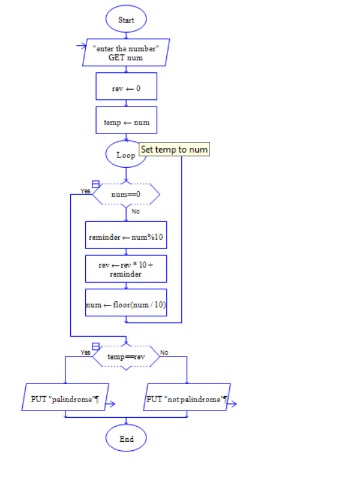 Start
"enter the number"
GET num
rev ← 0
temp ← num
Set temp to num
Loop
Yes
num==0
No
reminder ← num%10
rev ← rev * 10 +
reminder
num ← floor(num / 10)
Yes
temp==rev
No
PUT "palindrome"¶
PUT "not palindrome"¶
End